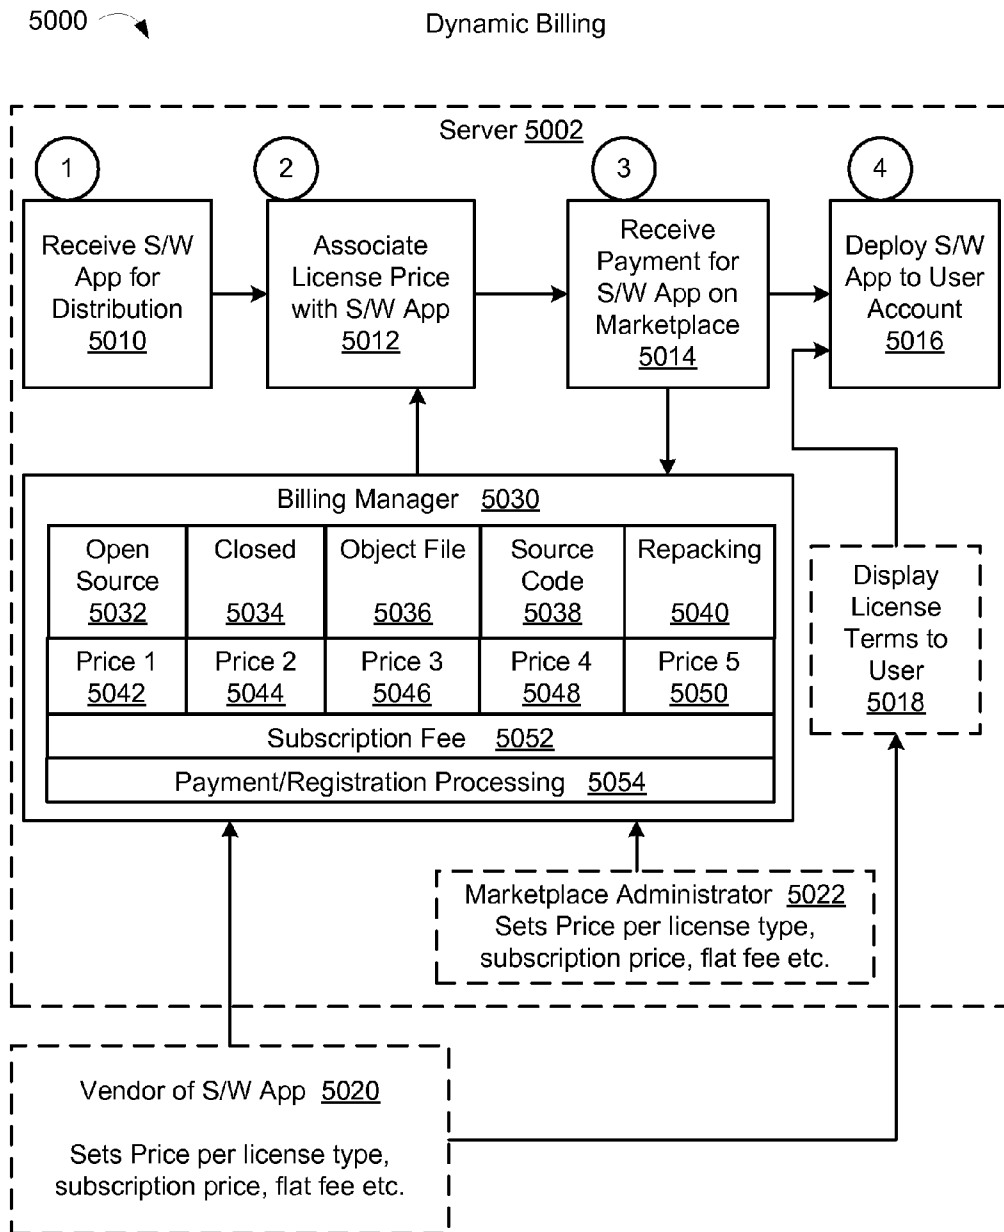 5000
Dynamic Billing
Server 5002
1
2
3
4
Receive S/W
App for
Distribution
5010
Associate
License Price
with S/W App
5012
Receive
Payment for
S/W App on
Marketplace
5014
Deploy S/W
App to User
Account
5016
Billing Manager 5030
Open
Source
5032
Closed
5034
Object File
5036
Source
Code
5038
Repacking
5040
Price 1
5042
Price 2
5044
Price 3
5046
Price 4
5048
Price 5
5050
Subscription Fee 5052
Payment/Registration Processing 5054
Display
License
Terms to
User
5018
Marketplace Administrator 5022
Sets Price per license type,
subscription price, flat fee etc.
Vendor of S/W App 5020
Sets Price per license type,
subscription price, flat fee etc.